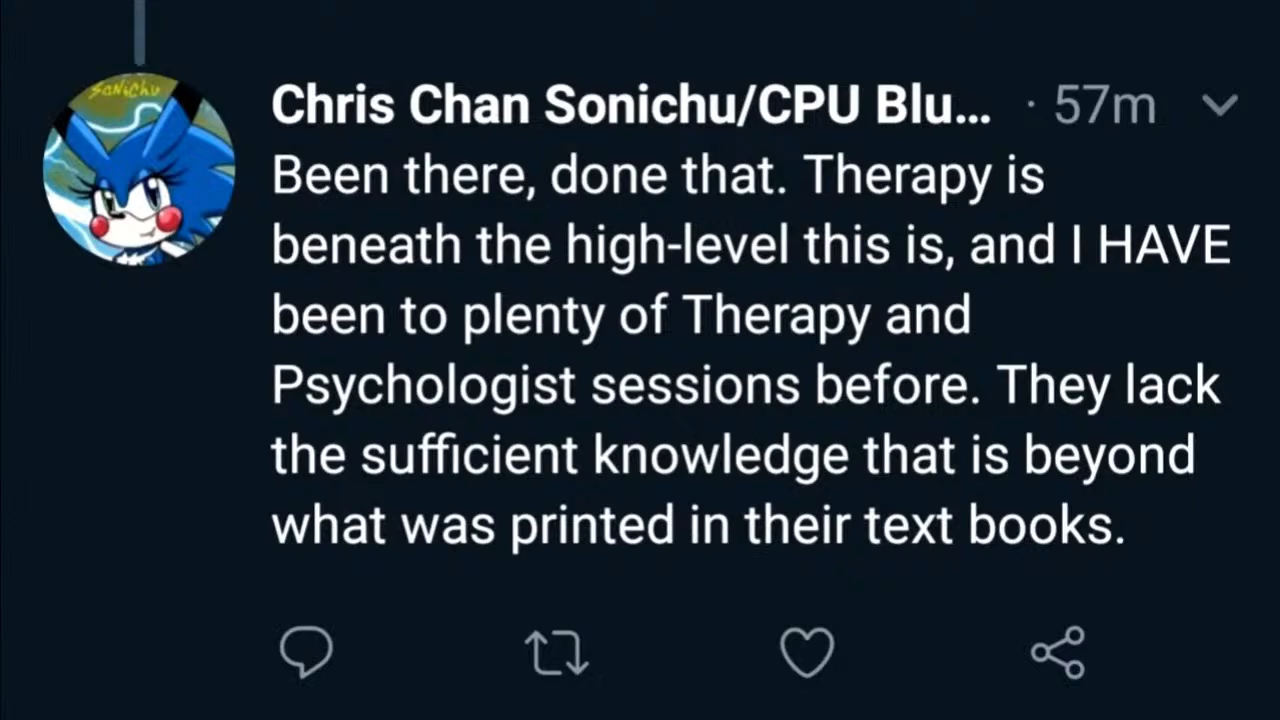 SONiCHU
Chris Chan Sonichu/CPU Blu... · 57m
Been there, done that. Therapy is
beneath the high-level this is, and I HAVE
been to plenty of Therapy and
Psychologist sessions before. They lack
the sufficient knowledge that is beyond
what was printed in their text books.